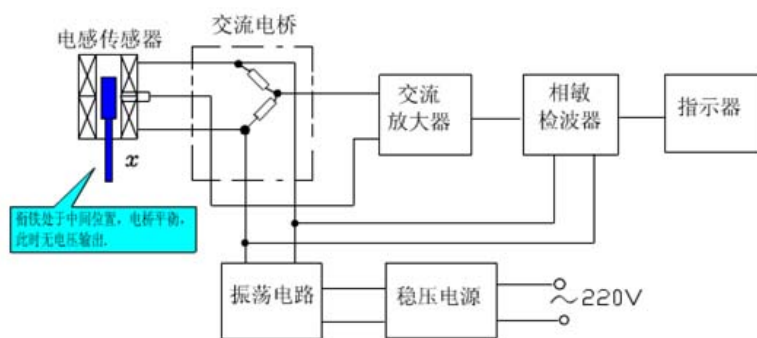 交流电桥
电感传感器
交流
放大器
相敏
检波器
指示器
x
衔铁处于中间位置，电桥平衡，
此时无电压输出.
振荡电路
稳压电源
～220V